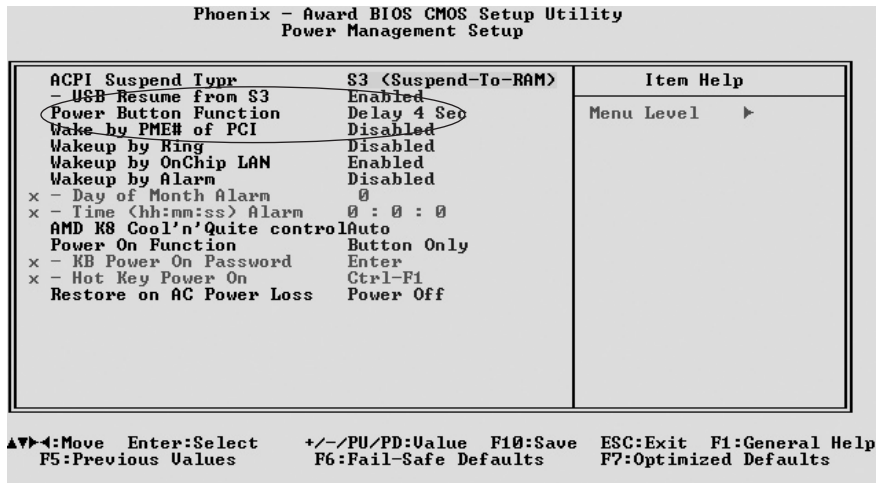 Phoenix - Award BIOS CMOS Setup Utility
Power Management Setup
ACPI Suspend Typr S3 (Suspend-To-RAM)
- USB Resume from S3 Enabled
Power Button Function Delay 4 Sec
Wake by PME# of PCI Disabled
Wakeup by Ring Disabled
Wakeup by OnChip LAN Enabled
Wakeup by Alarm Disabled
x - Day of Month Alarm 0
x - Time (hh:mm:ss) Alarm 0 : 0 : 0
AMD K8 Cool'n'Quite controlAuto
Power On Function Button Only
x - KB Power On Password Enter
x - Hot Key Power On Ctrl-F1
Restore on AC Power Loss Power Off
Item Help
Menu Level ►
▲▼►◄:Move Enter:Select +/-/PU/PD:Value F10:Save ESC:Exit F1:General Help
F5:Previous Values F6:Fail-Safe Defaults F7:Optimized Defaults